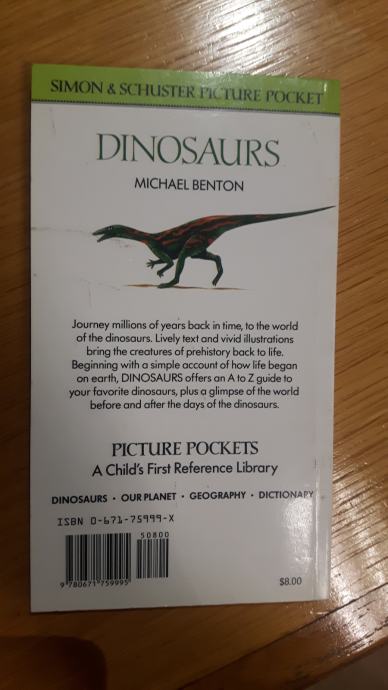 SIMON & SCHUSTER PICTURE POCKET
DINOSAURS
MICHAEL BENTON
Journey millions of years back in time, to the world
of the dinosaurs. Lively text and vivid illustrations
bring the creatures of prehistory back to life.
Beginning with a simple account of how life began
on earth, DINOSAURS offers an A to Z guide to
your favorite dinosaurs, plus a glimpse of the world
before and after the days of the dinosaurs.
PICTURE POCKETS
A Child's First Reference Library
DINOSAURS · OUR PLANET · GEOGRAPHY · DICTIONARY
ISBN 0-671-75999-X
50800
9 780671 759995
$8.00